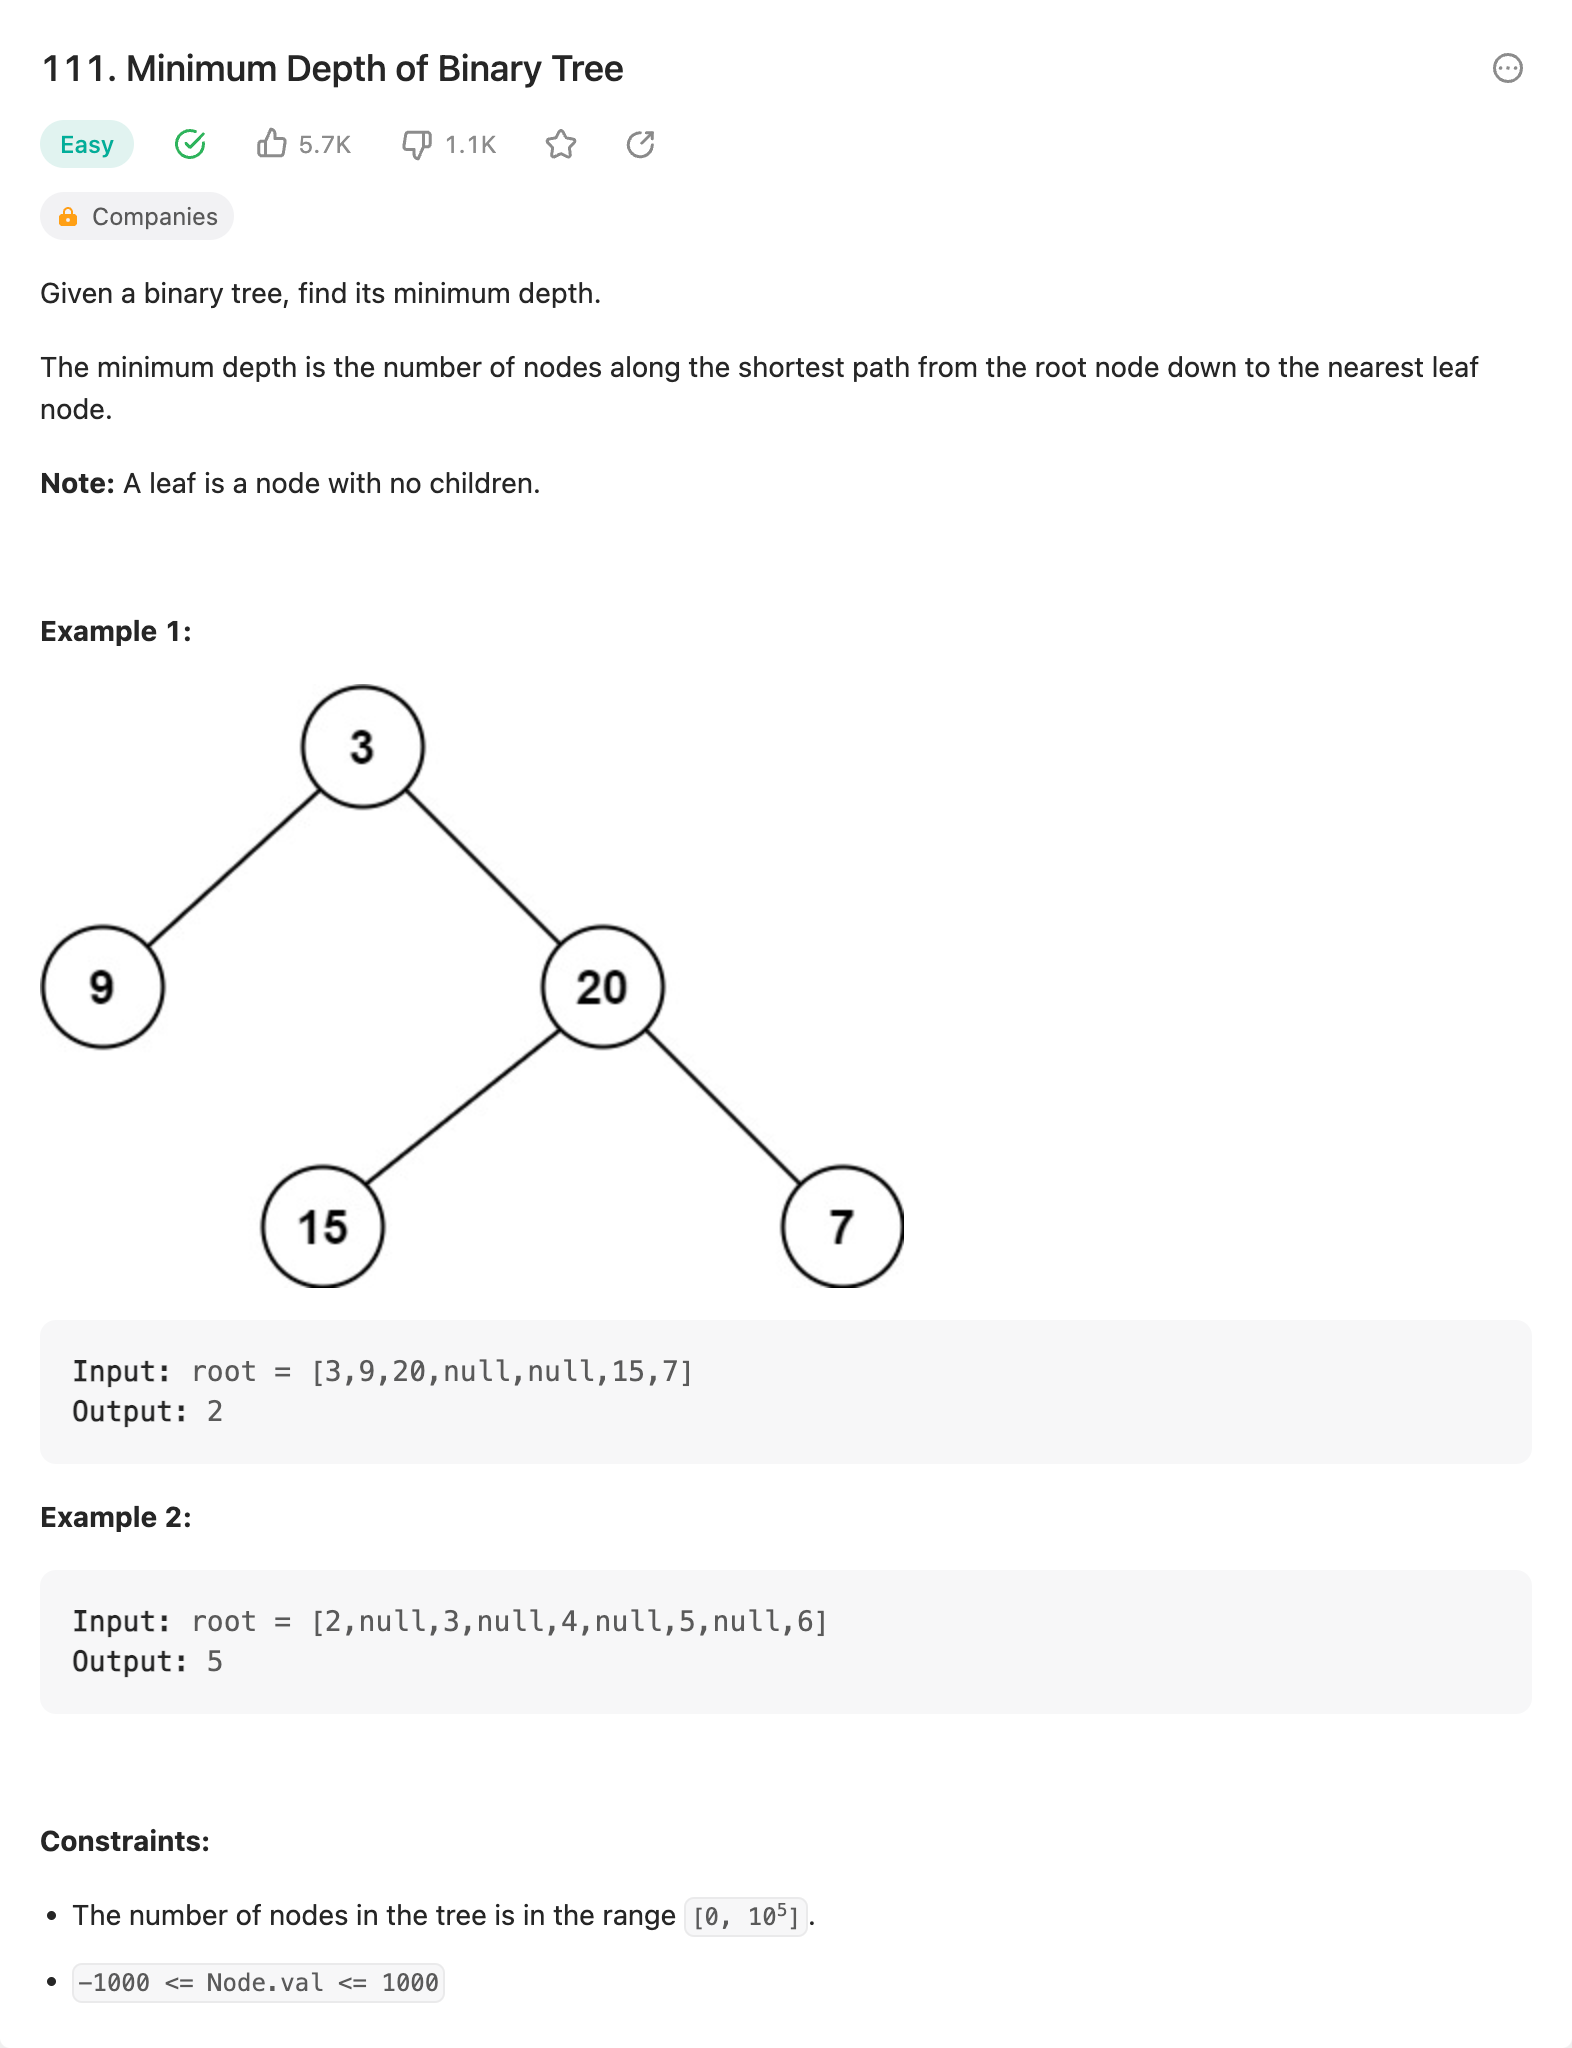 111. Minimum Depth of Binary Tree
Easy 5.7K 1.1K
Companies
Given a binary tree, find its minimum depth.
The minimum depth is the number of nodes along the shortest path from the root node down to the nearest leaf
node.
Note: A leaf is a node with no children.
Example 1:
3
9 20
15 7
Input: root = [3,9,20,null,null,15,7]
Output: 2
Example 2:
Input: root = [2,null,3,null,4,null,5,null,6]
Output: 5
Constraints:
• The number of nodes in the tree is in the range [0, 10⁵].
• -1000 <= Node.val <= 1000